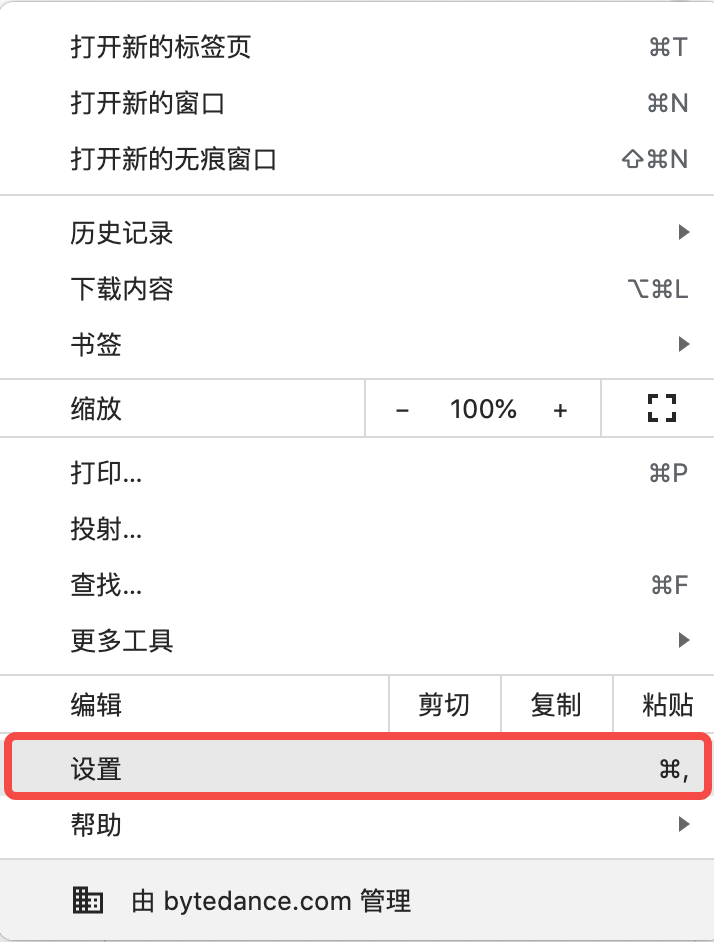 打开新的标签页 ⌘T
打开新的窗口 ⌘N
打开新的无痕窗口 ⇧⌘N
历史记录
下载内容 ⌥⌘L
书签
缩放 − 100% +
打印... ⌘P
投射...
查找... ⌘F
更多工具
编辑 剪切 复制 粘贴
设置 ⌘,
帮助
由 bytedance.com 管理